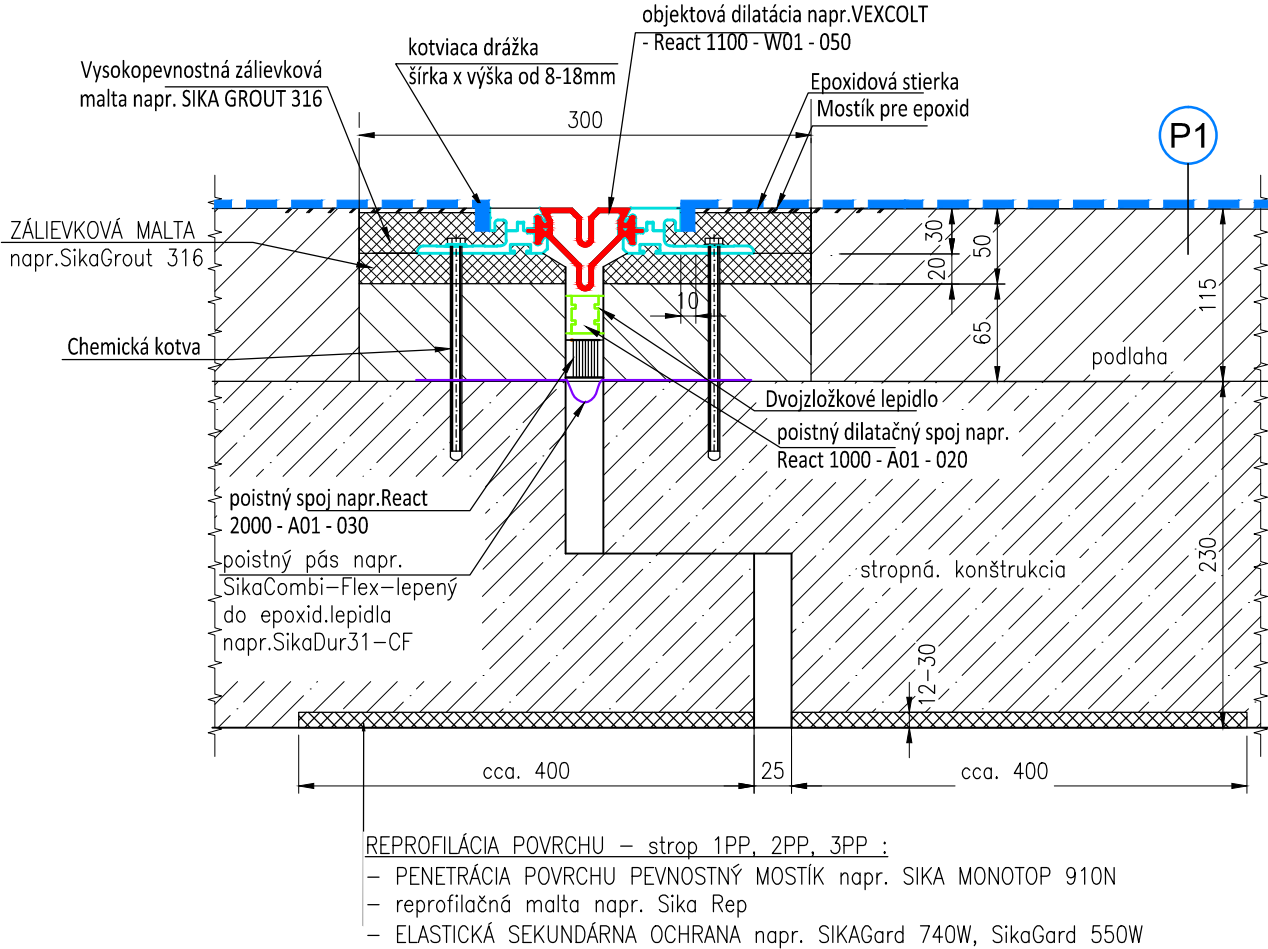 objektová dilatácia napr.VEXCOLT
- React 1100 - W01 - 050
kotviaca drážka
šírka x výška od 8-18mm
Vysokopevnostná zálievková
malta napr. SIKA GROUT 316
Epoxidová stierka
Mostík pre epoxid
300
P1
ZÁLIEVKOVÁ MALTA
napr.SikaGrout 316
30
50
20
115
10
65
Chemická kotva
podlaha
Dvojzložkové lepidlo
poistný dilatačný spoj napr.
React 1000 - A01 - 020
poistný spoj napr.React
2000 - A01 - 030
poistný pás napr.
SikaCombi-Flex-lepený
do epoxid.lepidla
napr.SikaDur31-CF
stropná. konštrukcia
230
12-30
cca. 400
25
cca. 400
REPROFILÁCIA POVRCHU - strop 1PP, 2PP, 3PP :
- PENETRÁCIA POVRCHU PEVNOSTNÝ MOSTÍK napr. SIKA MONOTOP 910N
- reprofilačná malta napr. Sika Rep
- ELASTICKÁ SEKUNDÁRNA OCHRANA napr. SIKAGard 740W, SikaGard 550W